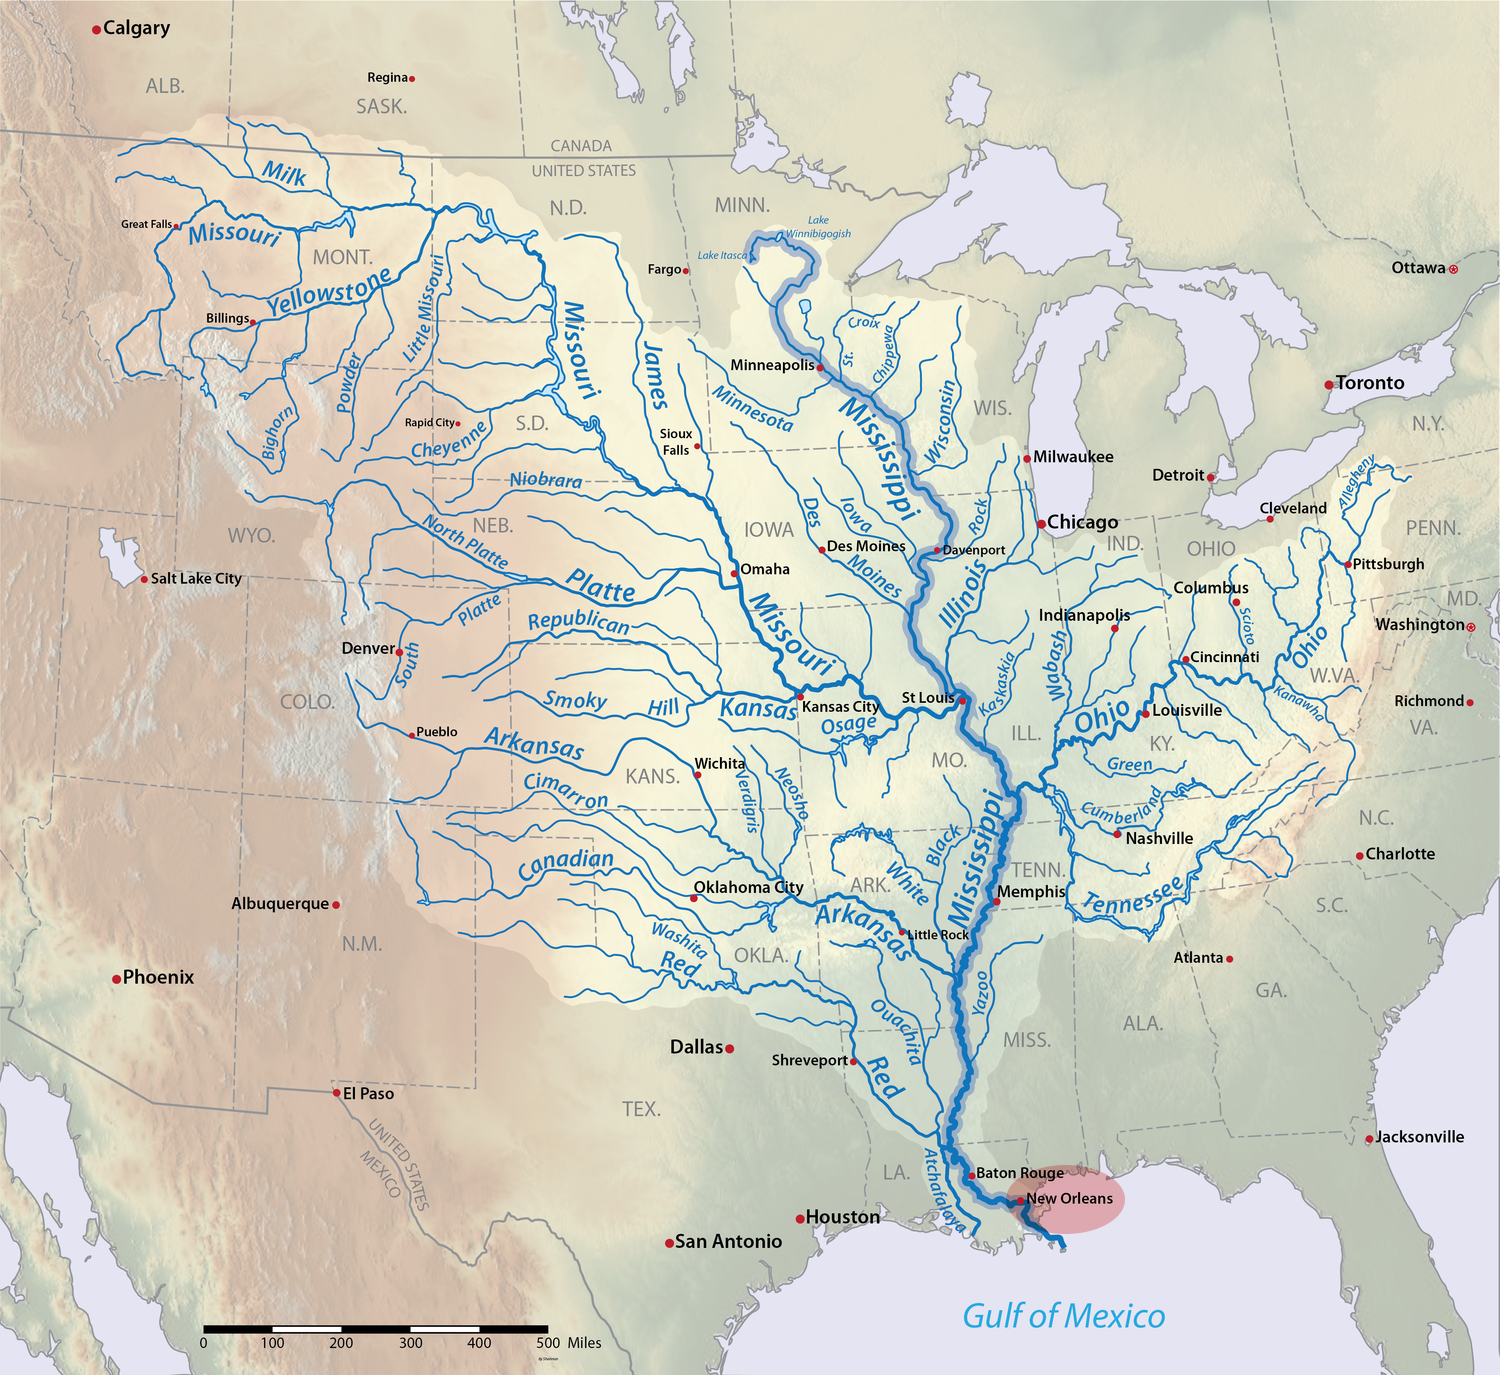 Calgary
Regina
ALB.
SASK.
CANADA
UNITED STATES
Milk
N.D.
MINN.
Lake
Winnibigogish
Great Falls
Missouri
MONT.
Lake Itasca
Fargo
Ottawa
Yellowstone
Little Missouri
Billings
Missouri
James
St.
Croix
Chippewa
Minneapolis
Powder
Toronto
Minnesota
Mississippi
Wisconsin
WIS.
Bighorn
Rapid City
Cheyenne
S.D.
Sioux
Falls
N.Y.
Milwaukee
Detroit
Allegheny
Niobrara
Des
Iowa
Rock
Cleveland
WYO.
NEB.
North Platte
IOWA
Chicago
PENN.
Des Moines
Davenport
IND.
OHIO
Salt Lake City
Platte
Omaha
Moines
Illinois
Columbus
Pittsburgh
MD.
South
Platte
Republican
Missouri
Indianapolis
Scioto
Ohio
Washington
Denver
Kaskaskia
Wabash
Cincinnati
W.VA.
COLO.
Smoky
Hill
Kansas
Kansas City
St Louis
Ohio
Louisville
Kanawha
Richmond
VA.
Pueblo
Arkansas
Osage
ILL.
KY.
KANS.
Wichita
MO.
Green
Cimarron
Verdigris
Neosho
Cumberland
N.C.
Canadian
Black
Mississippi
Nashville
Charlotte
Oklahoma City
ARK.
White
TENN.
Memphis
Tennessee
S.C.
Albuquerque
N.M.
Arkansas
Little Rock
Washita
Red
OKLA.
Atlanta
Phoenix
Yazoo
GA.
Ouachita
ALA.
Dallas
Shreveport
MISS.
Red
El Paso
TEX.
UNITED STATES
MEXICO
Jacksonville
LA.
Atchafalaya
Baton Rouge
New Orleans
Houston
San Antonio
Gulf of Mexico
0 100 200 300 400 500 Miles